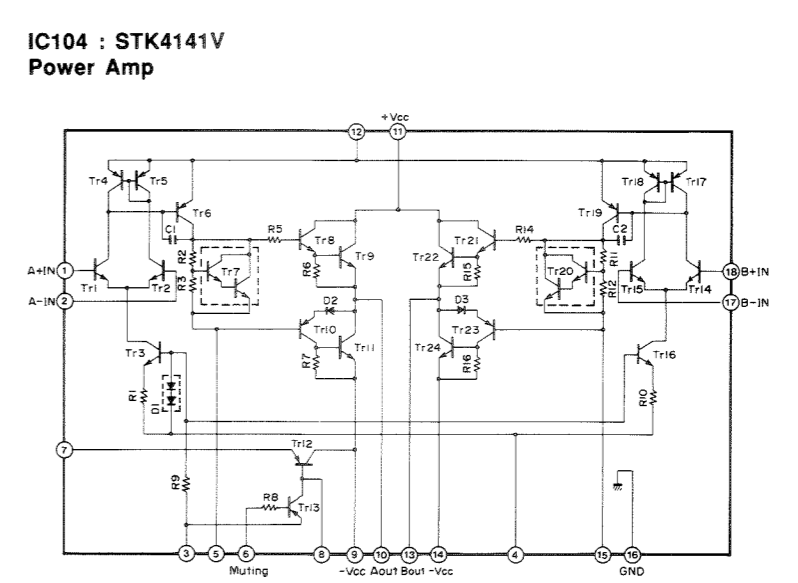 IC104 : STK4141V
Power Amp
+Vcc
12
11
Tr4
Tr5
Tr18
Tr17
Tr6
Tr19
C1
C2
R5
R14
Tr8
Tr21
R2
R11
Tr9
Tr22
Tr7
Tr20
R6
R15
A+IN 1
R3
R12
18 B+IN
Tr1
Tr2
Tr15
Tr14
A-IN 2
17 B-IN
D2
D3
Tr10
Tr23
Tr3
Tr11
Tr24
Tr16
R7
R16
R1
D1
R10
7
Tr12
R9
R8
Tr13
3
5
6
8
9
10
13
14
4
15
16
Muting
-Vcc Aout Bout -Vcc
GND